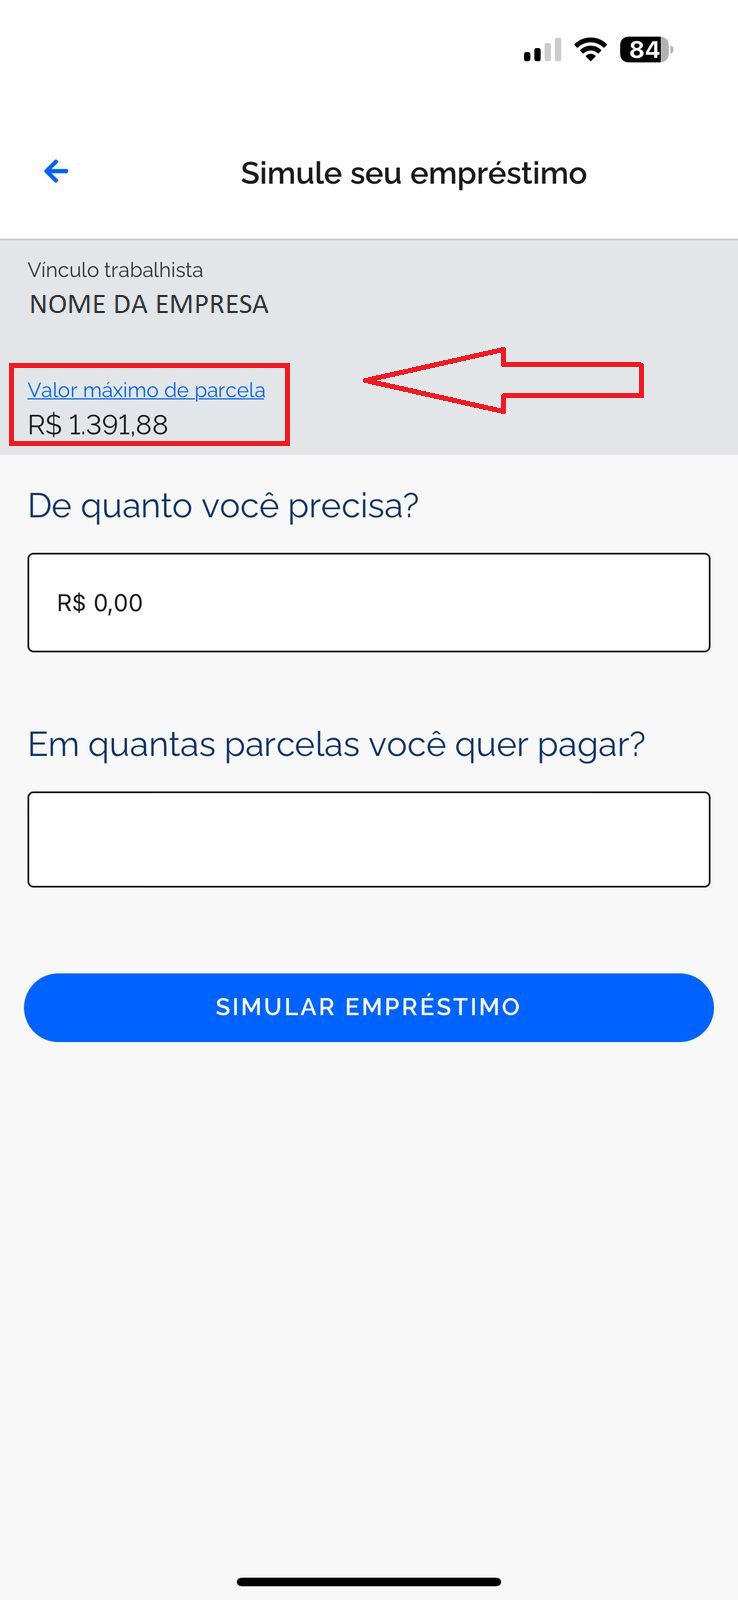 84
Simule seu empréstimo
Vínculo trabalhista
NOME DA EMPRESA
Valor máximo de parcela
R$ 1.391,88
De quanto você precisa?
R$ 0,00
Em quantas parcelas você quer pagar?
SIMULAR EMPRÉSTIMO